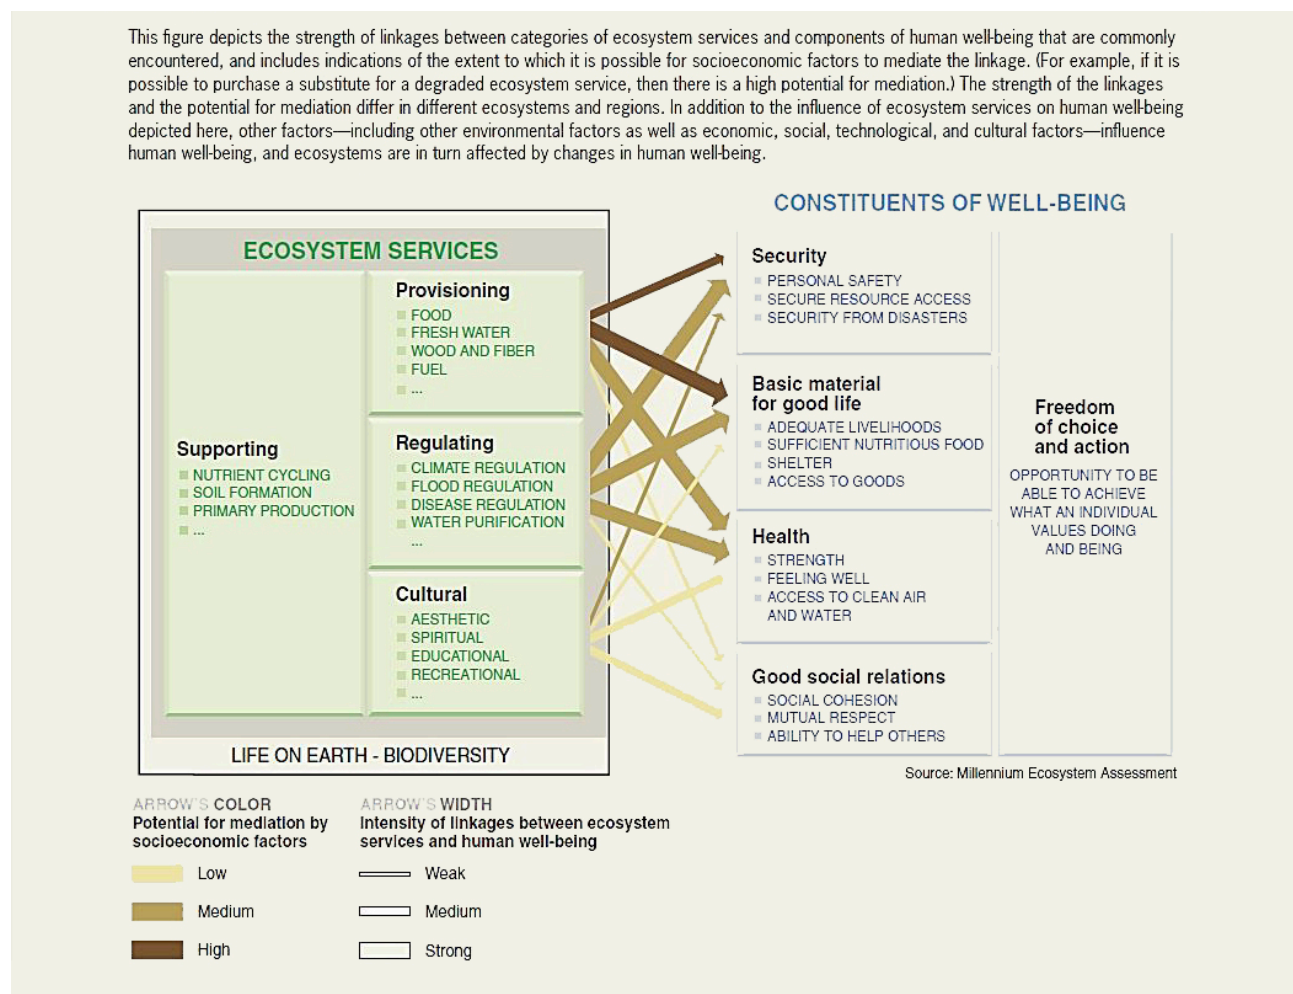 This figure depicts the strength of linkages between categories of ecosystem services and components of human well-being that are commonly
encountered, and includes indications of the extent to which it is possible for socioeconomic factors to mediate the linkage. (For example, if it is
possible to purchase a substitute for a degraded ecosystem service, then there is a high potential for mediation.) The strength of the linkages
and the potential for mediation differ in different ecosystems and regions. In addition to the influence of ecosystem services on human well-being
depicted here, other factors—including other environmental factors as well as economic, social, technological, and cultural factors—influence
human well-being, and ecosystems are in turn affected by changes in human well-being.
ECOSYSTEM SERVICES
Supporting
NUTRIENT CYCLING
SOIL FORMATION
PRIMARY PRODUCTION
...
Provisioning
FOOD
FRESH WATER
WOOD AND FIBER
FUEL
...
Regulating
CLIMATE REGULATION
FLOOD REGULATION
DISEASE REGULATION
WATER PURIFICATION
...
Cultural
AESTHETIC
SPIRITUAL
EDUCATIONAL
RECREATIONAL
...
LIFE ON EARTH - BIODIVERSITY
CONSTITUENTS OF WELL-BEING
Security
PERSONAL SAFETY
SECURE RESOURCE ACCESS
SECURITY FROM DISASTERS
Basic material
for good life
ADEQUATE LIVELIHOODS
SUFFICIENT NUTRITIOUS FOOD
SHELTER
ACCESS TO GOODS
Health
STRENGTH
FEELING WELL
ACCESS TO CLEAN AIR
AND WATER
Good social relations
SOCIAL COHESION
MUTUAL RESPECT
ABILITY TO HELP OTHERS
Freedom
of choice
and action
OPPORTUNITY TO BE
ABLE TO ACHIEVE
WHAT AN INDIVIDUAL
VALUES DOING
AND BEING
Source: Millennium Ecosystem Assessment
ARROW'S COLOR
Potential for mediation by
socioeconomic factors
Low
Medium
High
ARROW'S WIDTH
Intensity of linkages between ecosystem
services and human well-being
Weak
Medium
Strong